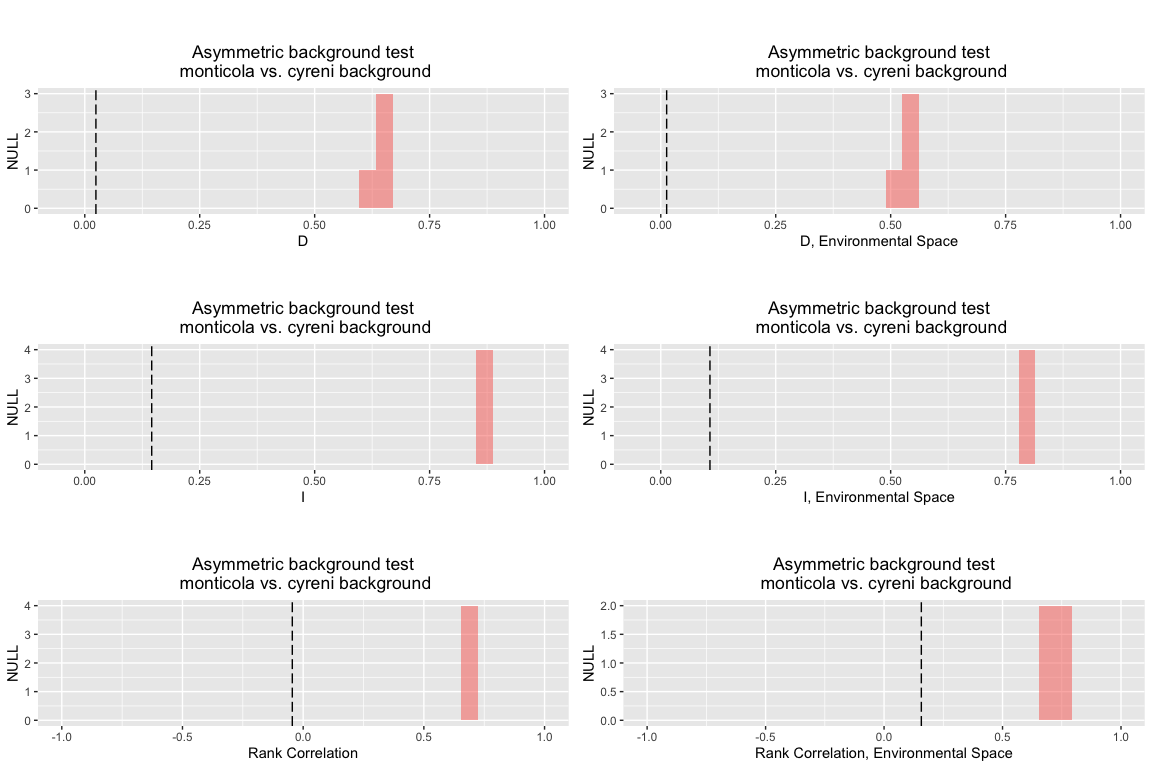 Asymmetric background test
monticola vs. cyreni background
NULL
3
2
1
0
0.00 0.25 0.50 0.75 1.00
D
Asymmetric background test
monticola vs. cyreni background
NULL
3
2
1
0
0.00 0.25 0.50 0.75 1.00
D, Environmental Space
Asymmetric background test
monticola vs. cyreni background
NULL
4
3
2
1
0
0.00 0.25 0.50 0.75 1.00
I
Asymmetric background test
monticola vs. cyreni background
NULL
4
3
2
1
0
0.00 0.25 0.50 0.75 1.00
I, Environmental Space
Asymmetric background test
monticola vs. cyreni background
NULL
4
3
2
1
0
-1.0 -0.5 0.0 0.5 1.0
Rank Correlation
Asymmetric background test
monticola vs. cyreni background
NULL
2.0
1.5
1.0
0.5
0.0
-1.0 -0.5 0.0 0.5 1.0
Rank Correlation, Environmental Space